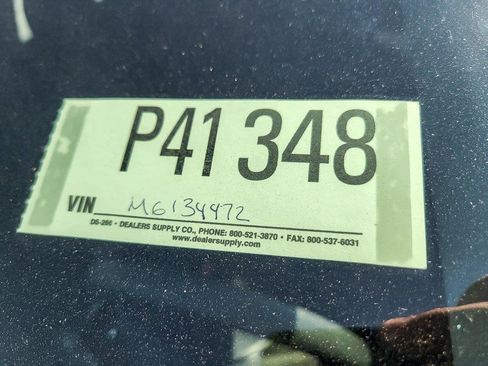 P41 348
VIN M6134472
DS-286 • DEALERS SUPPLY CO., PHONE: 800-521-3870 • FAX: 800-537-6031
www.dealersupply.com